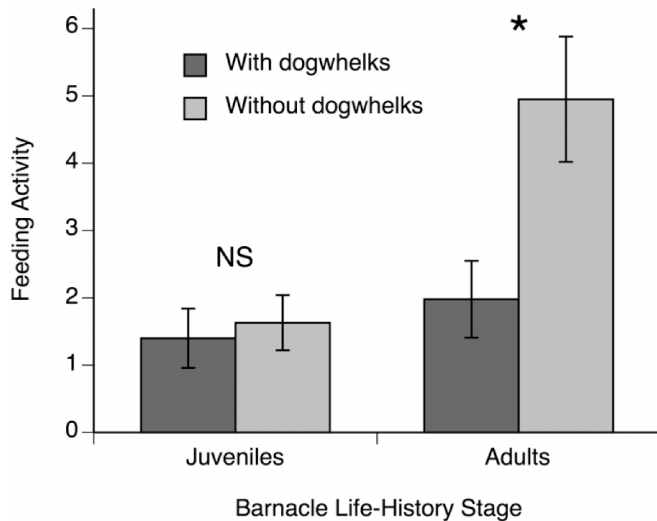 6
5
4
3
2
1
0
Feeding Activity
With dogwhelks
Without dogwhelks
NS
*
Juveniles
Adults
Barnacle Life-History Stage